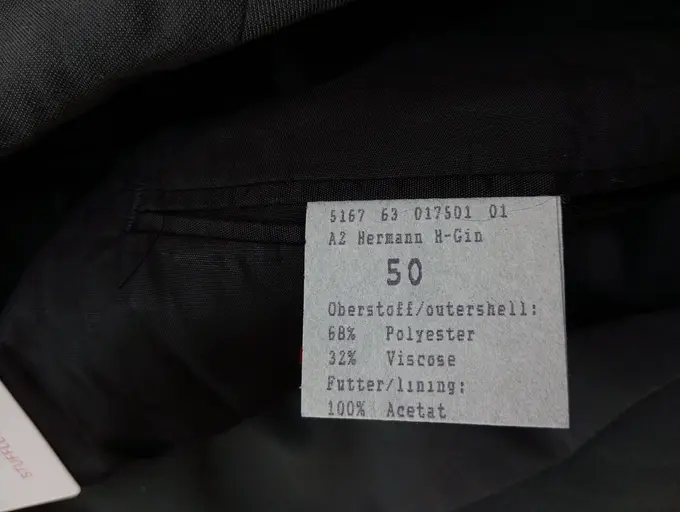 5167 63 017501 01
A2 Hermann H-Gin
50
Oberstoff/outershell:
68% Polyester
32% Viscose
Futter/lining:
100% Acetat